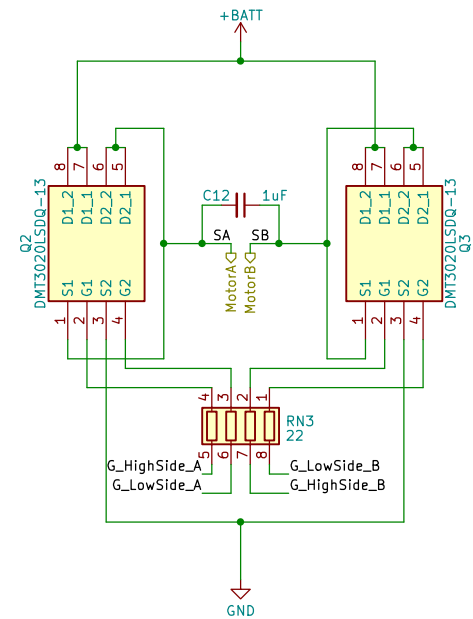 +BATT
8 7 6 5
D1_2 D1_1 D2_2 D2_1
Q2
DMT3020LSDQ-13
S1 G1 S2 G2
1 2 3 4
C12 1uF
SA SB
MotorA MotorB
8 7 6 5
D1_2 D1_1 D2_2 D2_1
DMT3020LSDQ-13
Q3
S1 G1 S2 G2
1 2 3 4
4 3 2 1
RN3
22
5 6 7 8
G_HighSide_A G_LowSide_B
G_LowSide_A G_HighSide_B
GND